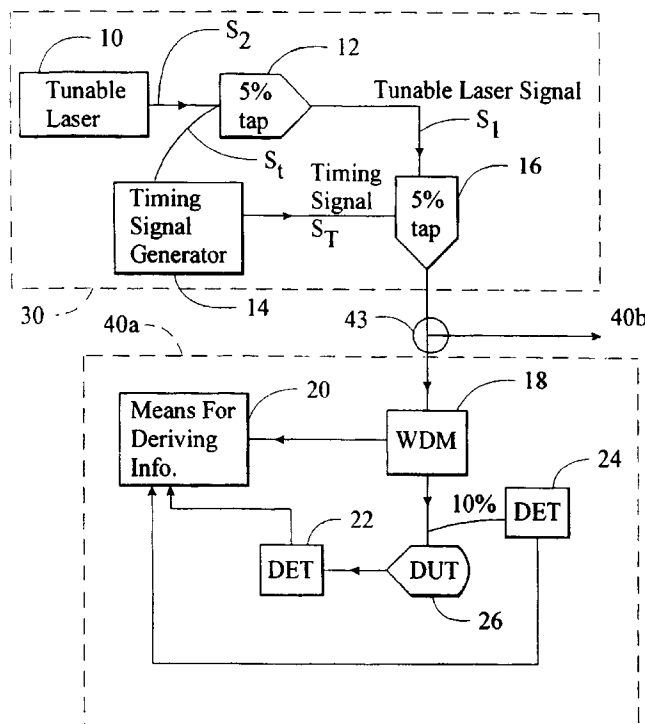 10
S2
12
Tunable
Laser
5%
tap
Tunable Laser Signal
S1
St
16
Timing
Signal
Generator
Timing
Signal
ST
5%
tap
30
14
40a
43
40b
20
18
Means For
Deriving
Info.
WDM
24
10%
DET
22
DET
DUT
26